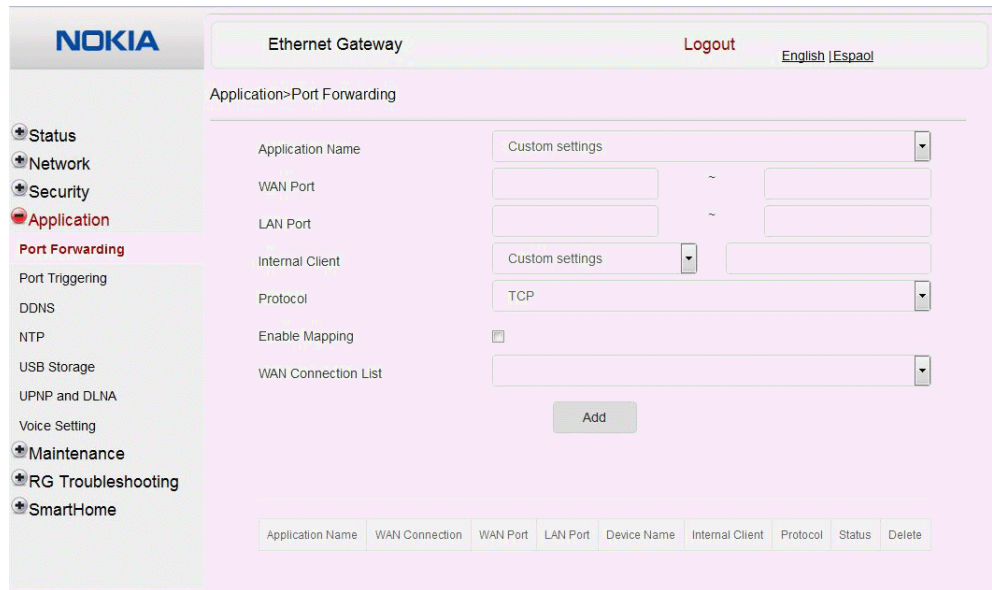 NOKIA
Ethernet Gateway
Logout
English | Espaol
Application>Port Forwarding
Status
Network
Security
Application
Port Forwarding
Port Triggering
DDNS
NTP
USB Storage
UPNP and DLNA
Voice Setting
Maintenance
RG Troubleshooting
SmartHome
Application Name Custom settings
WAN Port ~
LAN Port ~
Internal Client Custom settings
Protocol TCP
Enable Mapping
WAN Connection List
Add
Application Name WAN Connection WAN Port LAN Port Device Name Internal Client Protocol Status Delete